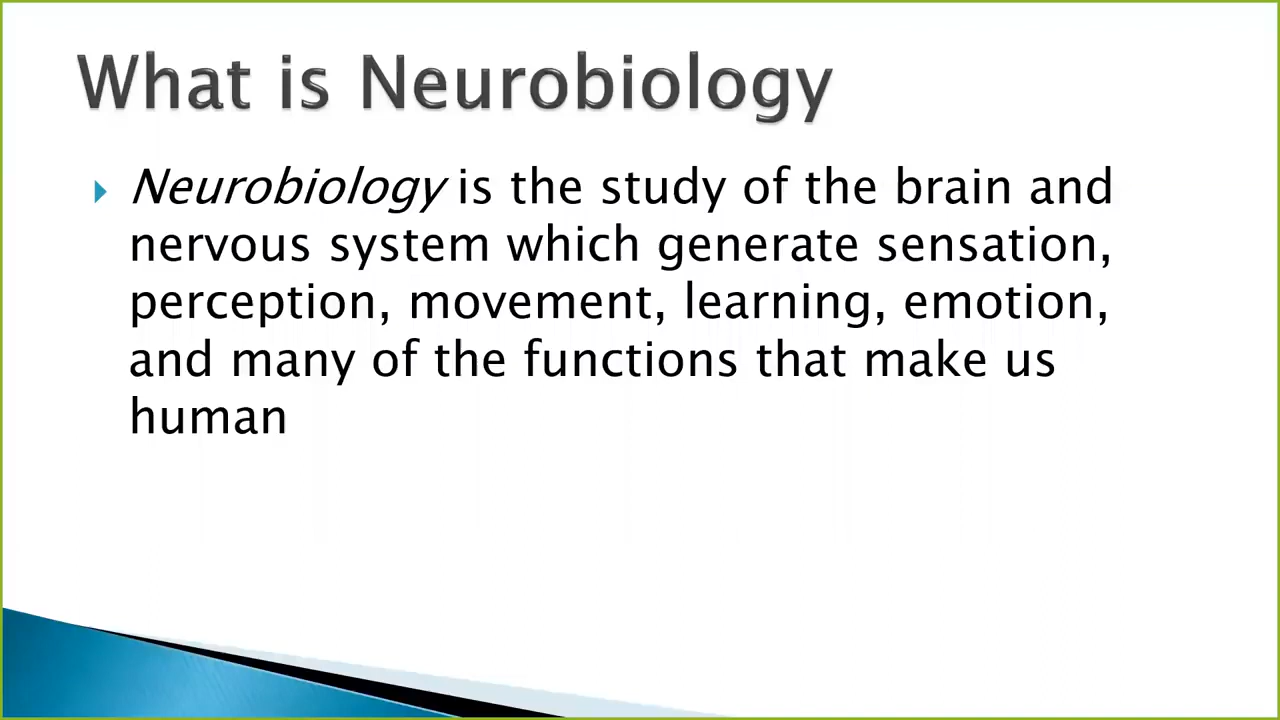 What is Neurobiology
Neurobiology is the study of the brain and
nervous system which generate sensation,
perception, movement, learning, emotion,
and many of the functions that make us
human